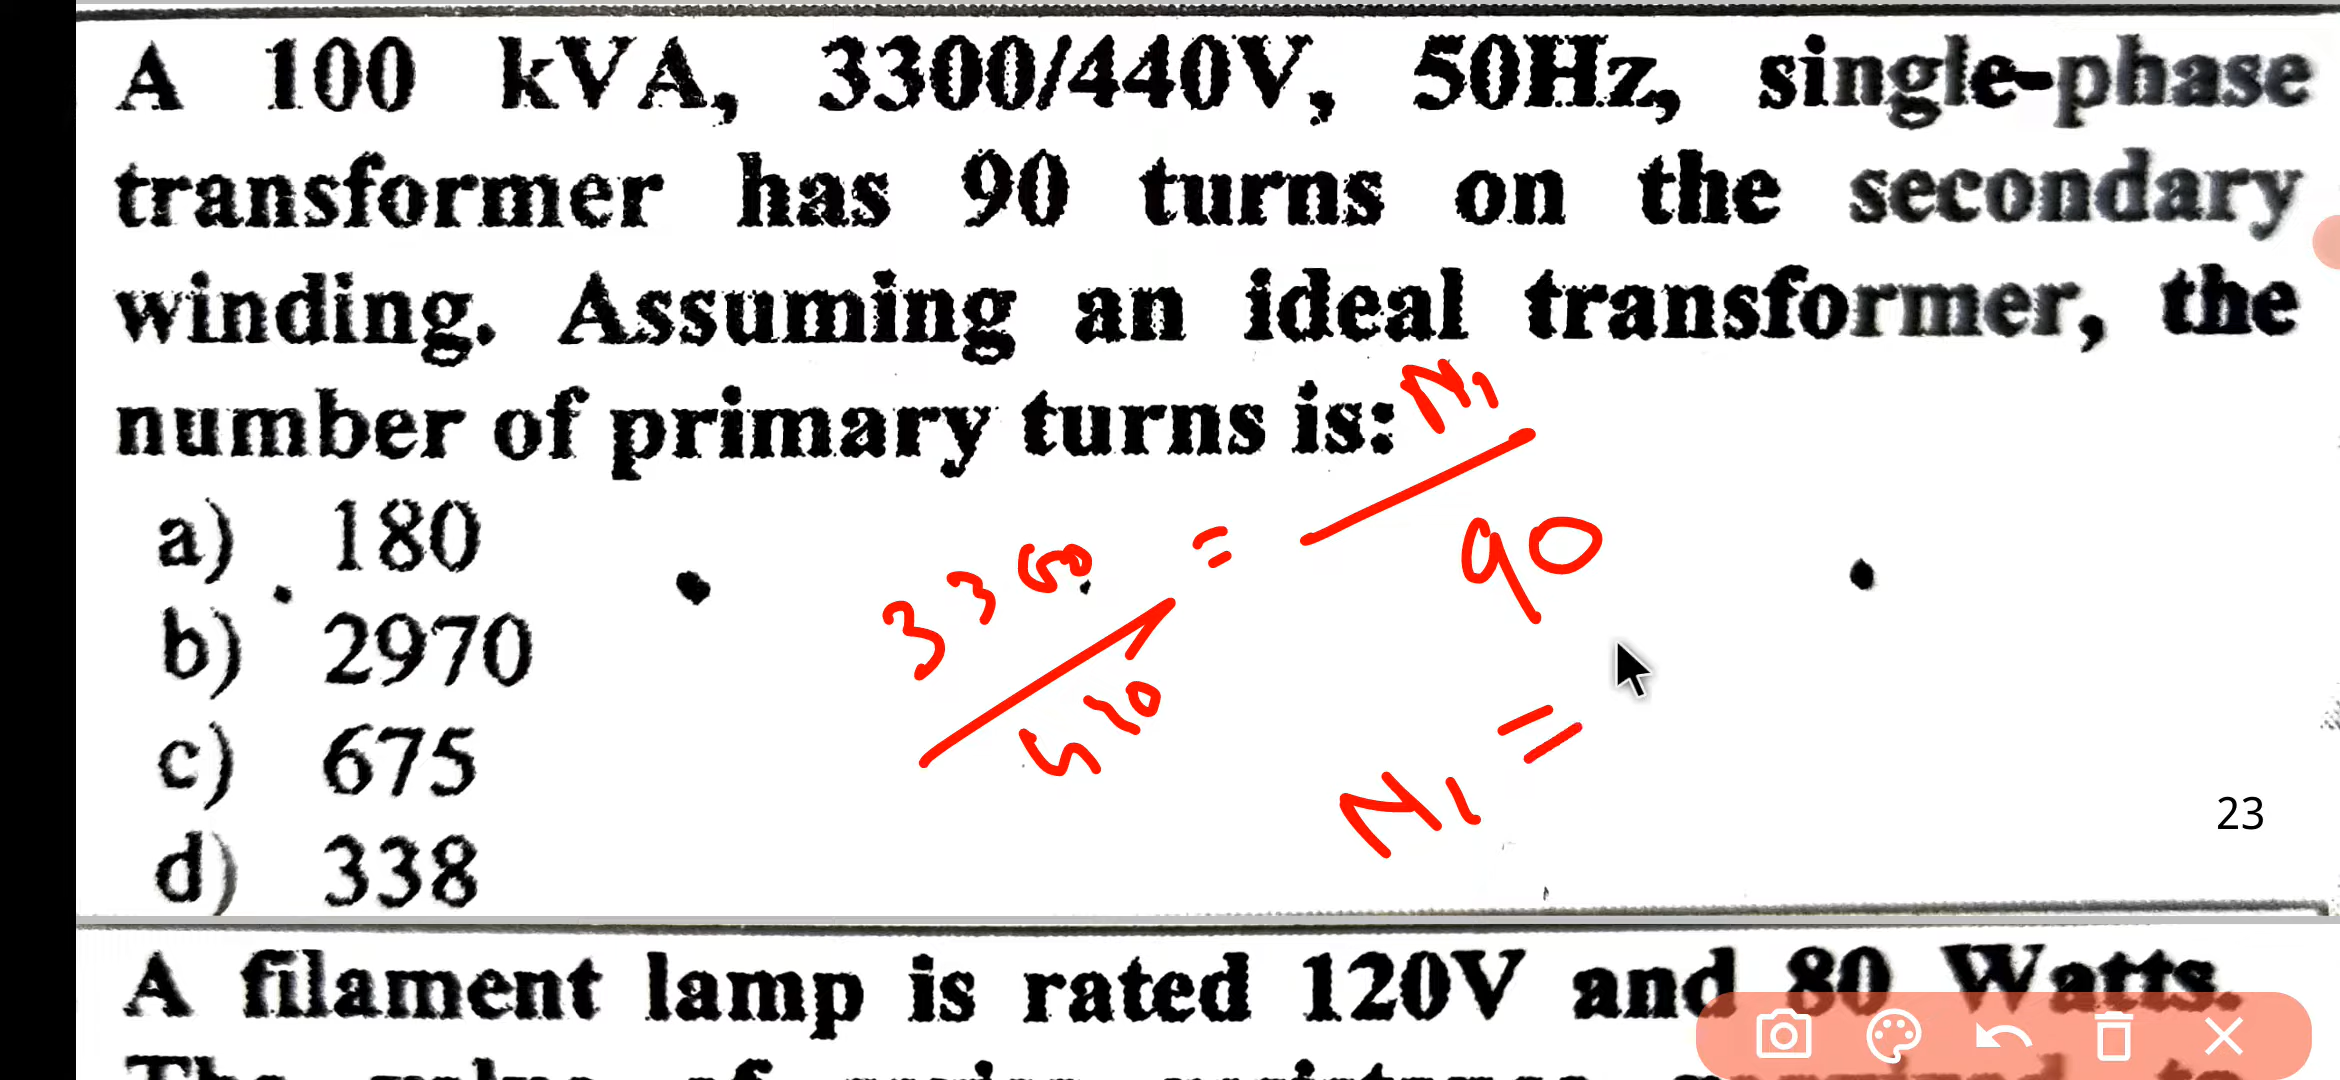 A 100 kVA, 3300/440V, 50Hz, single-phase
transformer has 90 turns on the secondary
winding. Assuming an ideal transformer, the
number of primary turns is:
N₁
90
3300
=
440
N₁ =
a) 180
b) 2970
c) 675
d) 338
23
A filament lamp is rated 120V and 80 Watts.